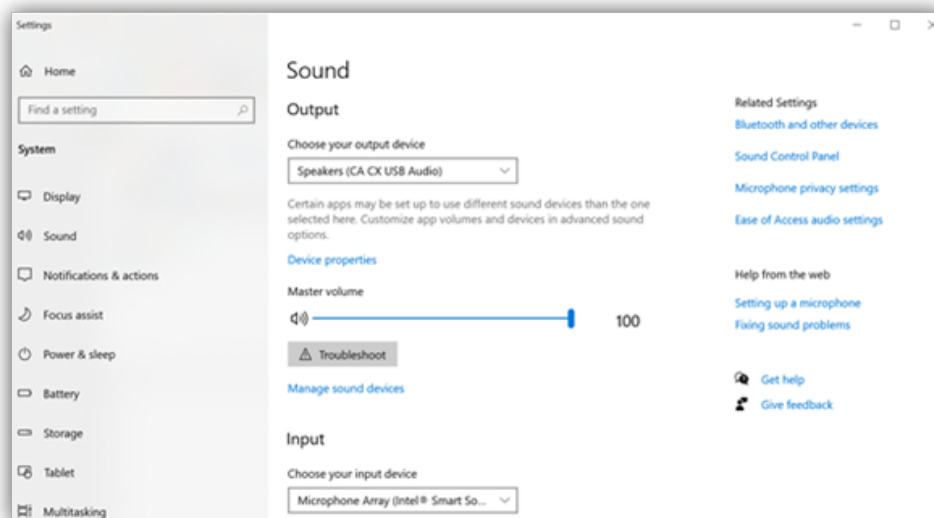 Settings
Home
Find a setting
System
Display
Sound
Notifications & actions
Focus assist
Power & sleep
Battery
Storage
Tablet
Multitasking
Sound
Output
Choose your output device
Speakers (CA CX USB Audio)
Certain apps may be set up to use different sound devices than the one
selected here. Customize app volumes and devices in advanced sound
options.
Device properties
Master volume
100
Troubleshoot
Manage sound devices
Input
Choose your input device
Microphone Array (Intel® Smart So...
Related Settings
Bluetooth and other devices
Sound Control Panel
Microphone privacy settings
Ease of Access audio settings
Help from the web
Setting up a microphone
Fixing sound problems
Get help
Give feedback